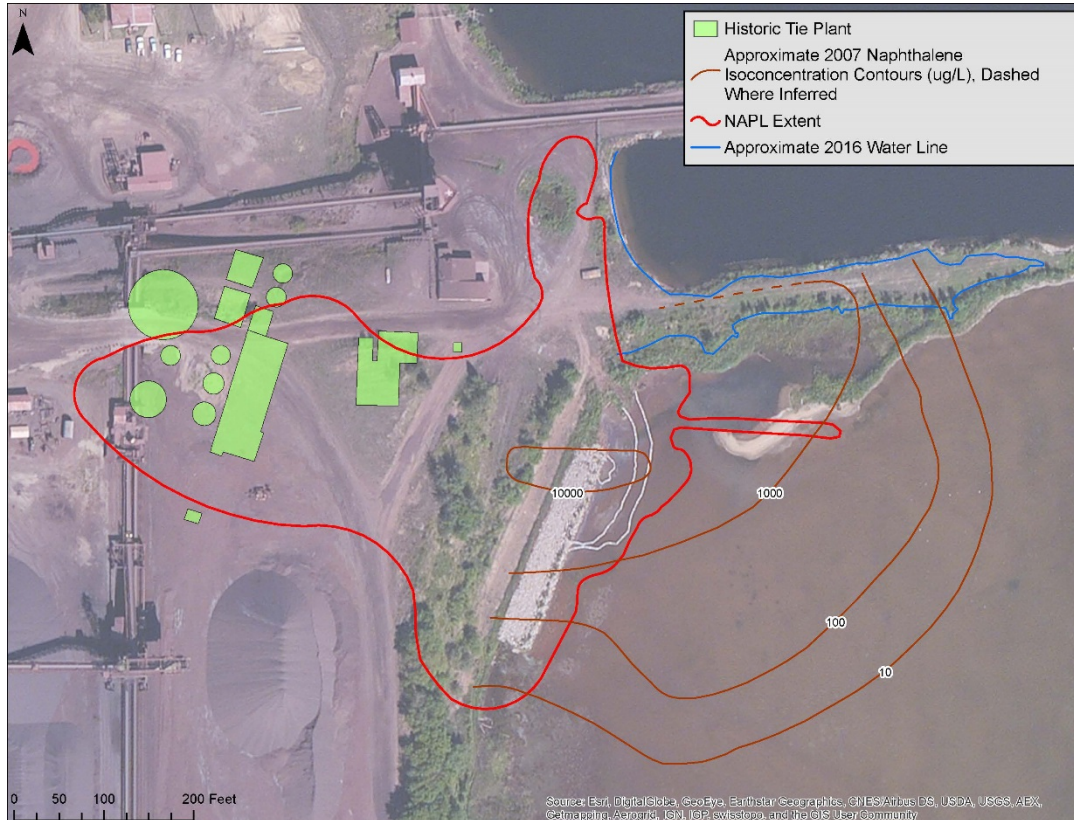 N
Historic Tie Plant
Approximate 2007 Naphthalene
Isoconcentration Contours (ug/L), Dashed
Where Inferred
NAPL Extent
Approximate 2016 Water Line
10000
1000
100
10
0 50 100 200 Feet
Source: Esri, DigitalGlobe, GeoEye, Earthstar Geographics, CNES/Airbus DS, USDA, USGS, AEX,
Getmapping, Aerogrid, IGN, IGP, swisstopo, and the GIS User Community